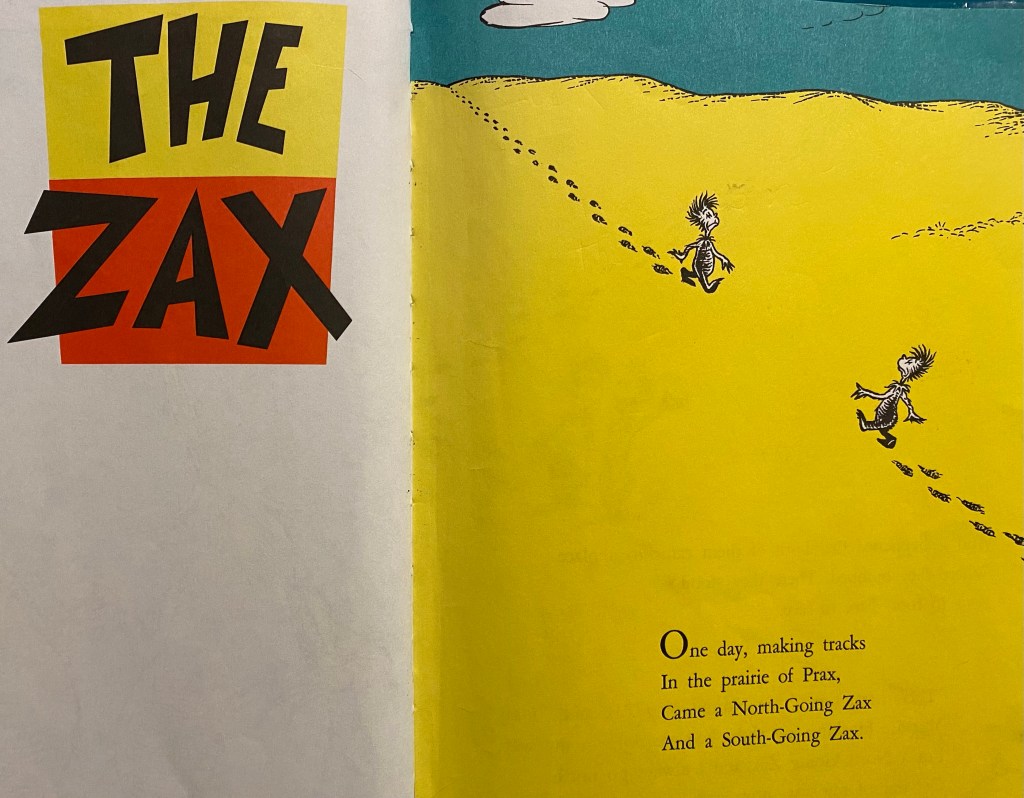 THE
ZAX
One day, making tracks
In the prairie of Prax,
Came a North-Going Zax
And a South-Going Zax.